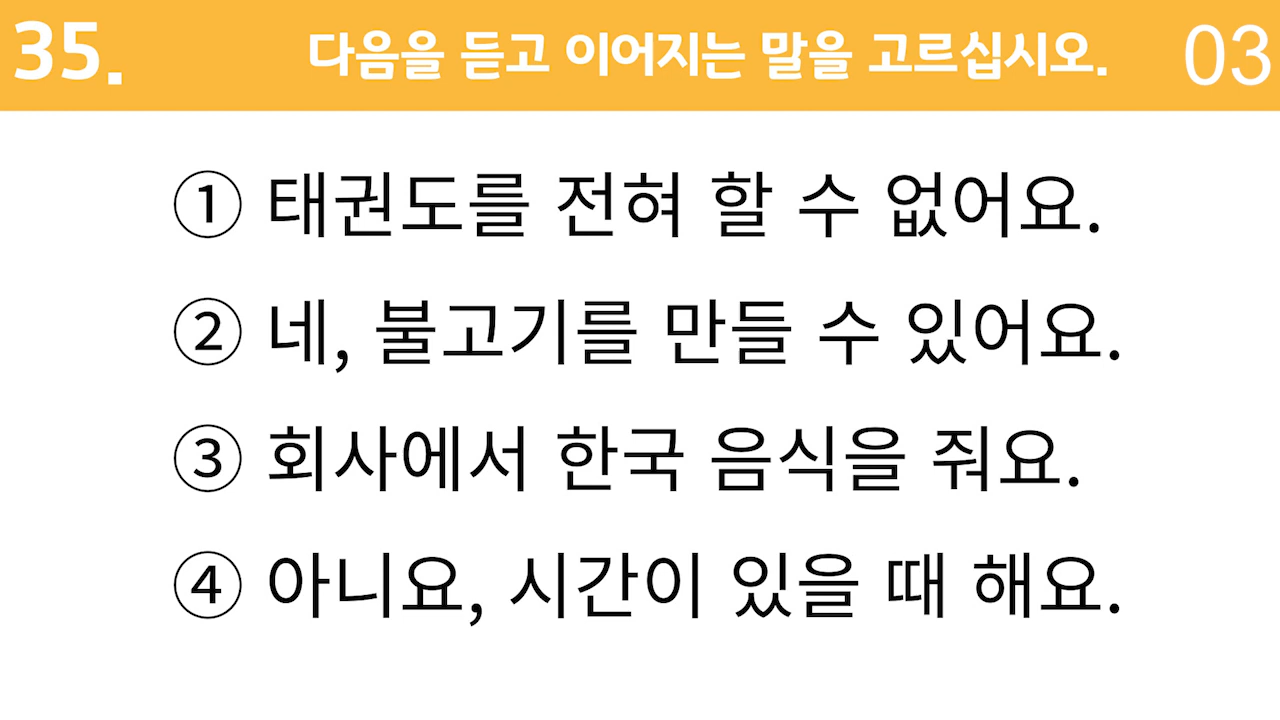 35. 다음을 듣고 이어지는 말을 고르십시오. 03
① 태권도를 전혀 할 수 없어요.
② 네, 불고기를 만들 수 있어요.
③ 회사에서 한국 음식을 줘요.
④ 아니요, 시간이 있을 때 해요.